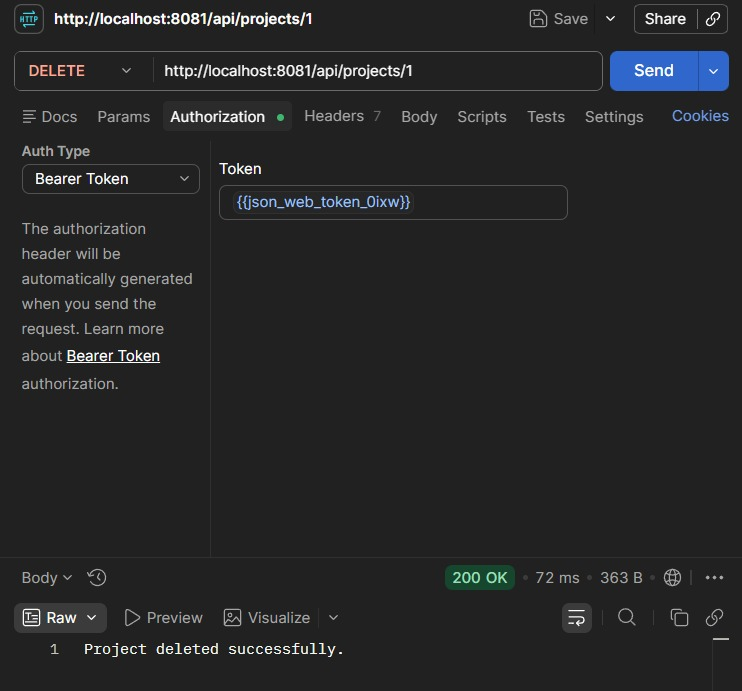 HTTP http://localhost:8081/api/projects/1 Save Share
DELETE http://localhost:8081/api/projects/1 Send
Docs Params Authorization Headers 7 Body Scripts Tests Settings Cookies
Auth Type
Bearer Token
The authorization
header will be
automatically generated
when you send the
request. Learn more
about Bearer Token
authorization.
Token
{{json_web_token_0ixw}}
Body 200 OK • 72 ms • 363 B •
Raw Preview Visualize
1 Project deleted successfully.